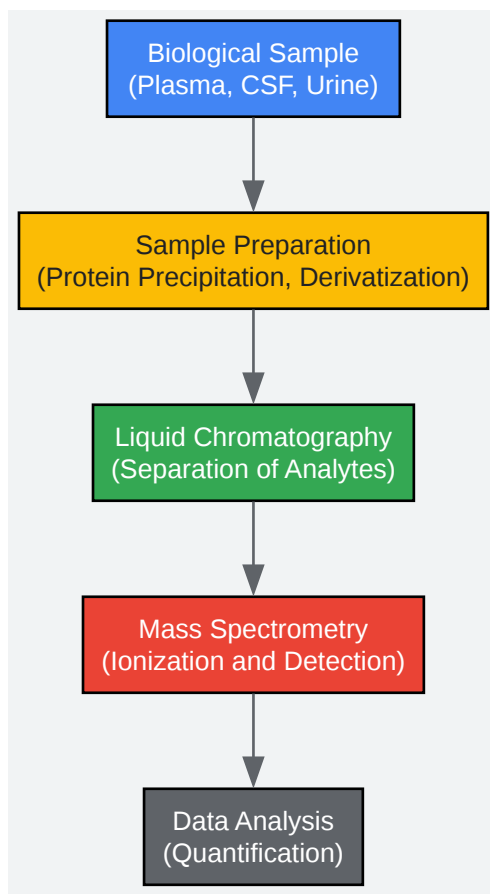 Biological Sample
(Plasma, CSF, Urine)
Sample Preparation
(Protein Precipitation, Derivatization)
Liquid Chromatography
(Separation of Analytes)
Mass Spectrometry
(Ionization and Detection)
Data Analysis
(Quantification)